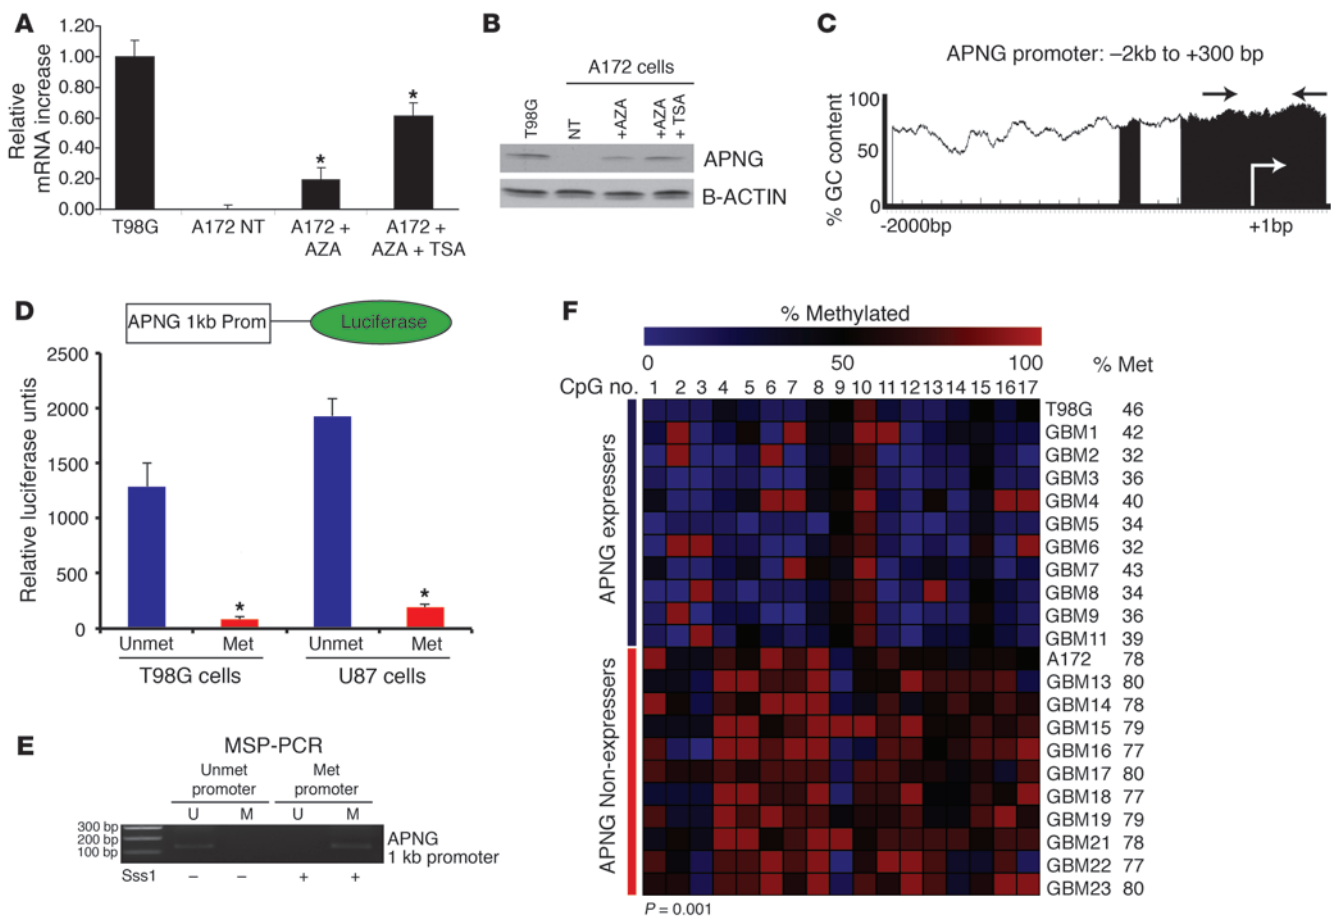 A
Relative
mRNA increase
1.20
1.00
0.80
0.60
0.40
0.20
0.00
*
*
T98G
A172 NT
A172 +
AZA
A172 +
AZA + TSA
B
A172 cells
T98G
NT
+AZA
+AZA
+ TSA
APNG
B-ACTIN
C
APNG promoter: –2kb to +300 bp
% GC content
100
50
0
-2000bp
+1bp
D
APNG 1kb Prom
Luciferase
Relative luciferase untis
2500
2000
1500
1000
500
0
*
*
Unmet Met Unmet Met
T98G cells U87 cells
E
MSP-PCR
Unmet
promoter
Met
promoter
U M U M
300 bp
200 bp
100 bp
APNG
1 kb promoter
Sss1 – – + +
F
% Methylated
0 50 100
% Met
CpG no. 1 2 3 4 5 6 7 8 9 10 11 12 13 14 15 16 17
APNG expressers
T98G 46
GBM1 42
GBM2 32
GBM3 36
GBM4 40
GBM5 34
GBM6 32
GBM7 43
GBM8 34
GBM9 36
GBM11 39
APNG Non-expressers
A172 78
GBM13 80
GBM14 78
GBM15 79
GBM16 77
GBM17 80
GBM18 77
GBM19 79
GBM21 78
GBM22 77
GBM23 80
P = 0.001